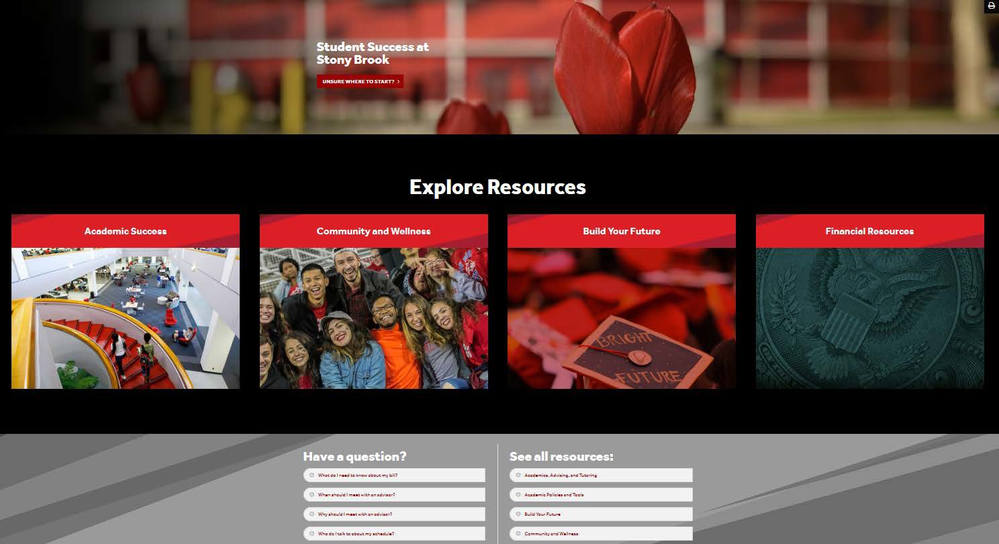 Student Success at
Stony Brook
UNSURE WHERE TO START? >
Explore Resources
Academic Success
Community and Wellness
Build Your Future
Financial Resources
BRIGHT
FUTURE
Have a question?
What do I need to know about my bill?
When should I meet with an advisor?
Why should I meet with an advisor?
Who do I talk to about my schedule?
See all resources:
Academics, Advising, and Tutoring
Academic Policies and Tools
Build Your Future
Community and Wellness